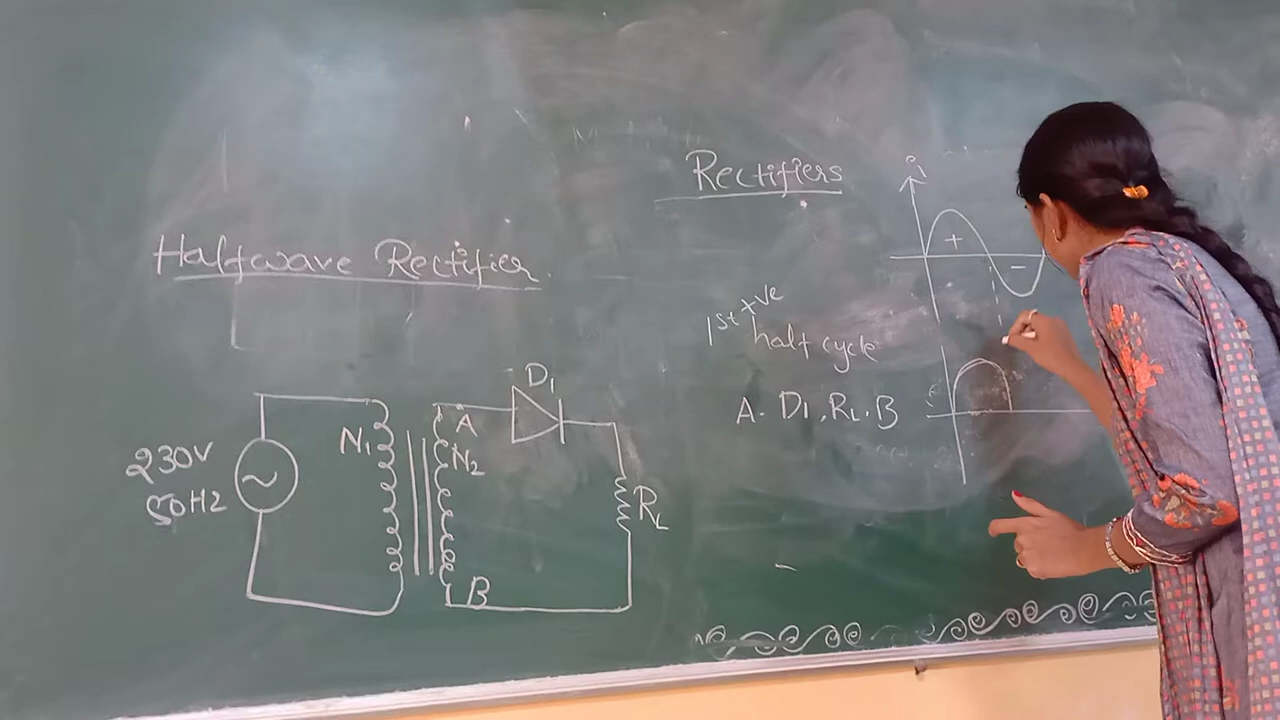 Rectifiers
i
Halfwave Rectifier.
+
-
1st +ve
half cycle
A. D1, RL. B
D1
A
N1
N2
230V
50Hz
RL
B